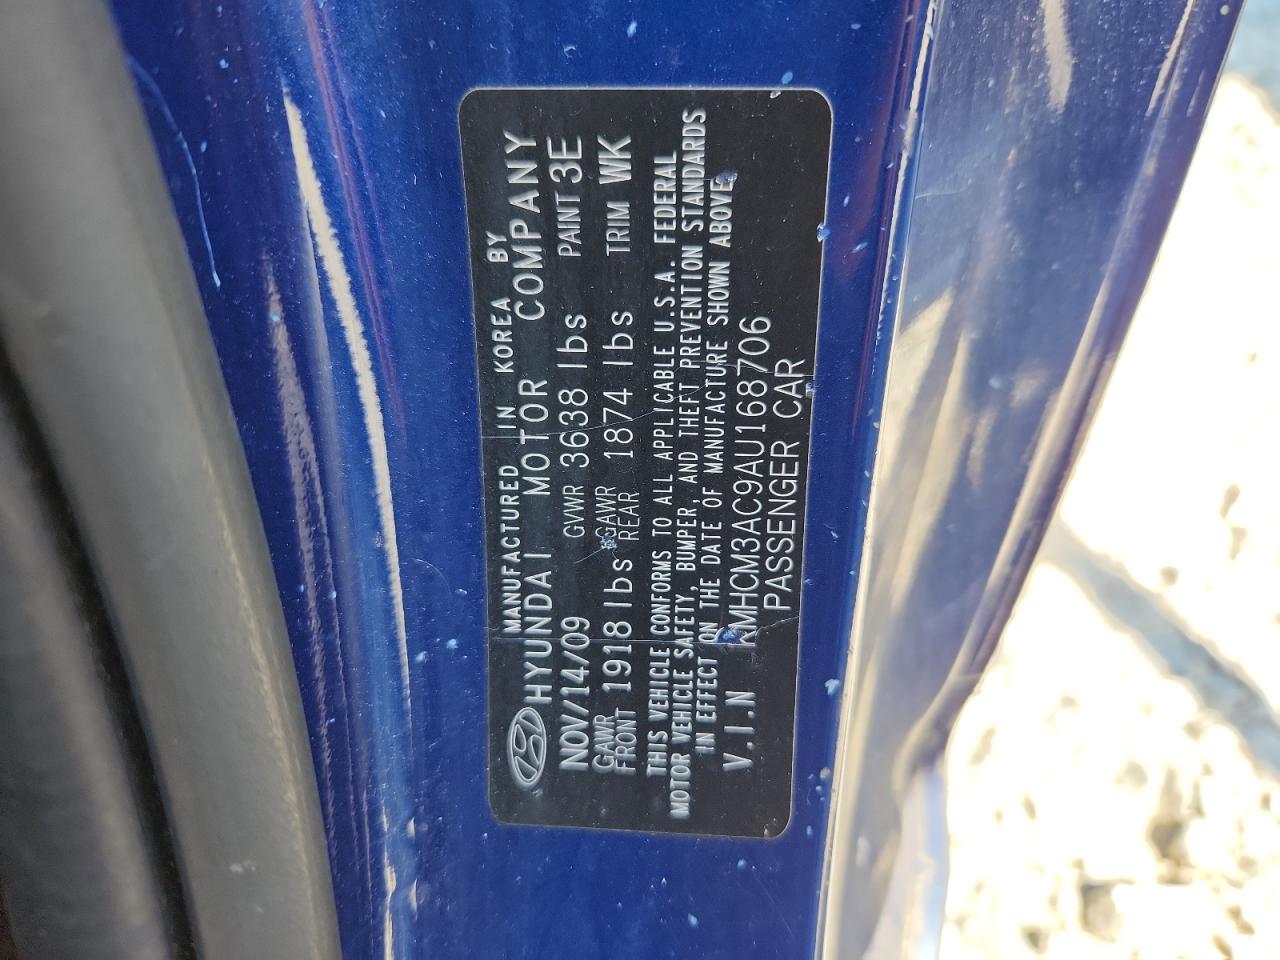 MANUFACTURED IN KOREA BY
HYUNDAI MOTOR COMPANY
NOV/14/09 GVWR 3638 lbs PAINT 3E
GAWR FRONT 1918 lbs GAWR REAR 1874 lbs TRIM WK
THIS VEHICLE CONFORMS TO ALL APPLICABLE U.S.A. FEDERAL
MOTOR VEHICLE SAFETY, BUMPER, AND THEFT PREVENTION STANDARDS
IN EFFECT ON THE DATE OF MANUFACTURE SHOWN ABOVE
V.I.N KMHCM3AC9AU168706
PASSENGER CAR